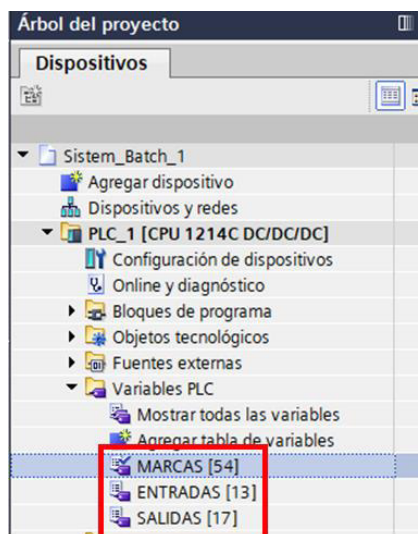 Árbol del proyecto
Dispositivos
Sistem_Batch_1
Agregar dispositivo
Dispositivos y redes
PLC_1 [CPU 1214C DC/DC/DC]
Configuración de dispositivos
Online y diagnóstico
Bloques de programa
Objetos tecnológicos
Fuentes externas
Variables PLC
Mostrar todas las variables
Agregar tabla de variables
MARCAS [54]
ENTRADAS [13]
SALIDAS [17]